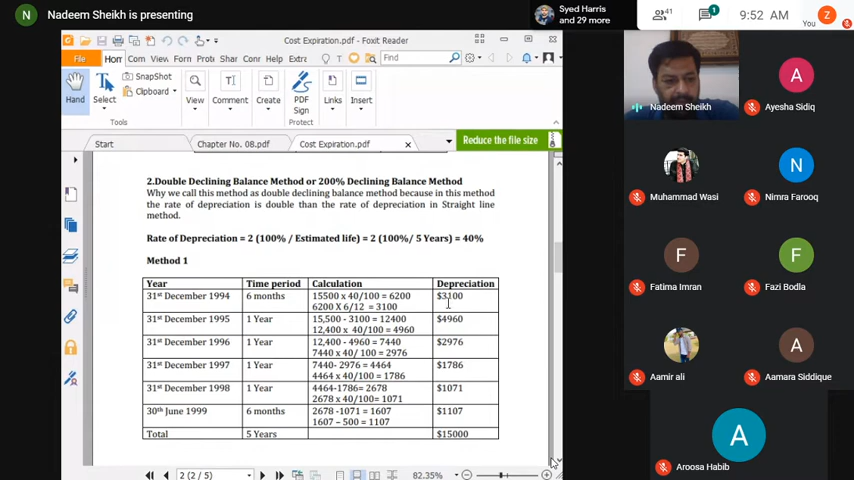 N Nadeem Sheikh is presenting
Syed Harris
and 29 more
41
1
9:52 AM
You
Z
Cost Expiration.pdf - Foxit Reader
File Hom Com View Form Prot Shar Conr Help Extra
Find
Hand
Select
SnapShot
Clipboard
View
Comment
Create
PDF
Sign
Links
Insert
Tools
Protect
Start
Chapter No. 08.pdf
Cost Expiration.pdf
Reduce the file size
2.Double Declining Balance Method or 200% Declining Balance Method
Why we call this method as double declining balance method because in this method
the rate of depreciation is double than the rate of depreciation in Straight line
method.
Rate of Depreciation = 2 (100% / Estimated life) = 2 (100%/ 5 Years) = 40%
Method 1
Year Time period Calculation Depreciation
31st December 1994 6 months 15500 x 40/100 = 6200 $3100
6200 X 6/12 = 3100
31st December 1995 1 Year 15,500 - 3100 = 12400 $4960
12,400 x 40/100 = 4960
31st December 1996 1 Year 12,400 - 4960 = 7440 $2976
7440 x 40/ 100 = 2976
31st December 1997 1 Year 7440- 2976 = 4464 $1786
4464 x 40/100 = 1786
31st December 1998 1 Year 4464-1786= 2678 $1071
2678 x 40/100= 1071
30th June 1999 6 months 2678 -1071 = 1607 $1107
1607 – 500 = 1107
Total 5 Years $15000
2 (2 / 5)
82.35%
Nadeem Sheikh
A
Ayesha Sidiq
Muhammad Wasi
N
Nimra Farooq
F
Fatima Imran
F
Fazi Bodla
Aamir ali
A
Aamara Siddique
A
Aroosa Habib